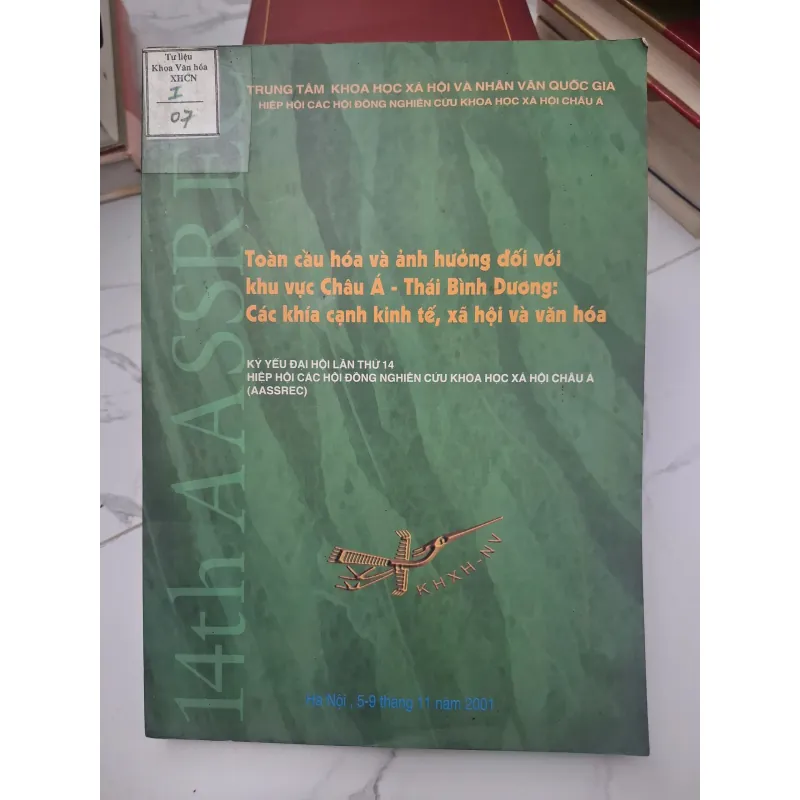 Tư liệu
Khoa Văn hóa
XHCN
I
07
TRUNG TÂM KHOA HỌC XÃ HỘI VÀ NHÂN VĂN QUỐC GIA
HIỆP HỘI CÁC HỘI ĐỒNG NGHIÊN CỨU KHOA HỌC XÃ HỘI CHÂU Á
14th AASSREC
Toàn cầu hóa và ảnh hưởng đối với
khu vực Châu Á - Thái Bình Dương:
Các khía cạnh kinh tế, xã hội và văn hóa
KỶ YẾU ĐẠI HỘI LẦN THỨ 14
HIỆP HỘI CÁC HỘI ĐỒNG NGHIÊN CỨU KHOA HỌC XÃ HỘI CHÂU Á
(AASSREC)
KHXH-NV
Hà Nội , 5-9 tháng 11 năm 2001